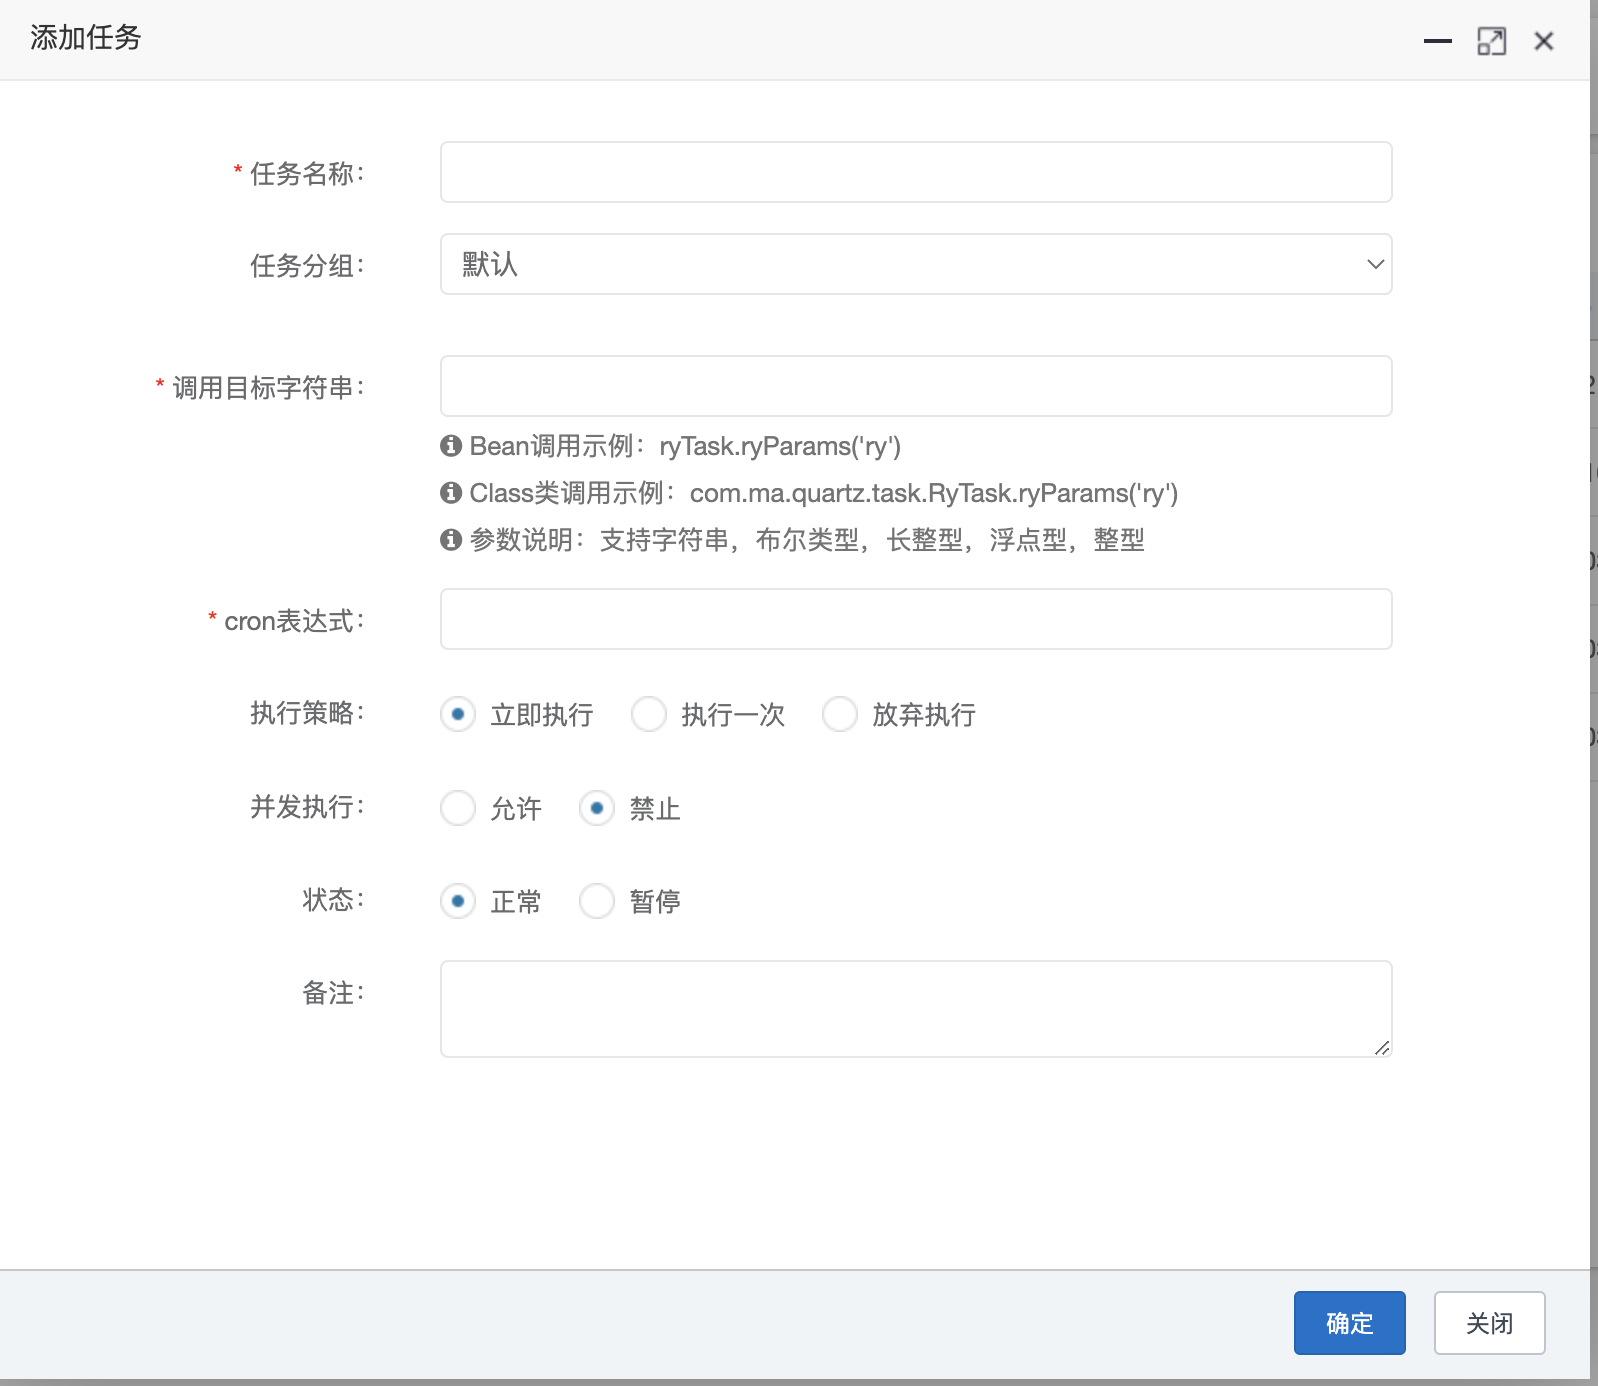 添加任务
* 任务名称：
任务分组： 默认
* 调用目标字符串：
Bean调用示例：ryTask.ryParams('ry')
Class类调用示例：com.ma.quartz.task.RyTask.ryParams('ry')
参数说明：支持字符串，布尔类型，长整型，浮点型，整型
* cron表达式：
执行策略： 立即执行 执行一次 放弃执行
并发执行： 允许 禁止
状态： 正常 暂停
备注：
确定 关闭